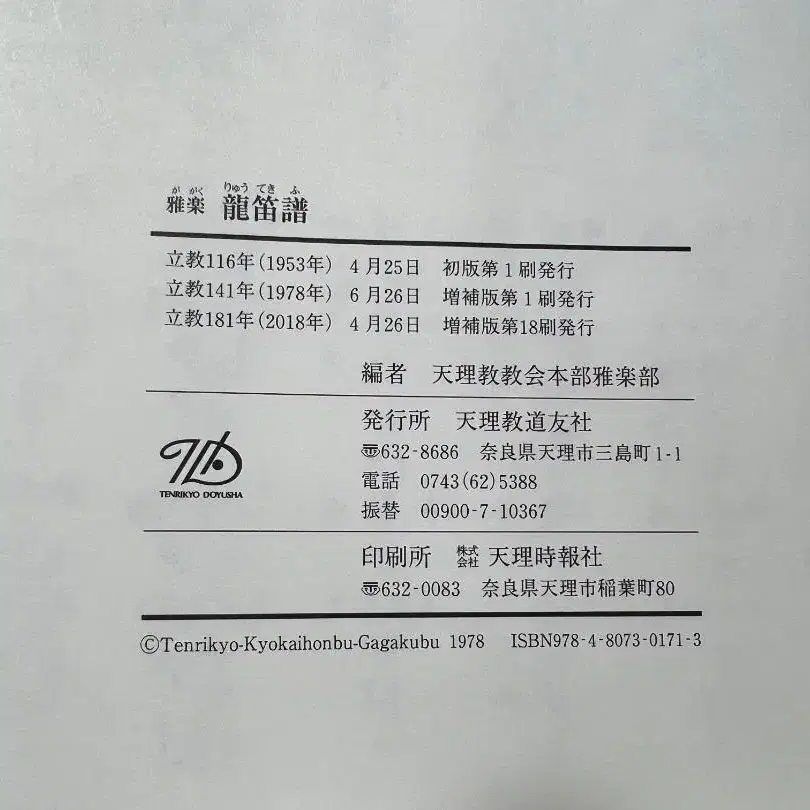 が がく りゅう てき ふ
雅楽 龍笛譜
立教116年(1953年) 4月25日 初版第1刷発行
立教141年(1978年) 6月26日 増補版第1刷発行
立教181年(2018年) 4月26日 増補版第18刷発行
編者 天理教教会本部雅楽部
発行所 天理教道友社
〠632-8686 奈良県天理市三島町1-1
電話 0743(62)5388
振替 00900-7-10367
TENRIKYO DOYUSHA
印刷所 株式会社 天理時報社
〠632-0083 奈良県天理市稲葉町80
©Tenrikyo-Kyokaihonbu-Gagakubu 1978 ISBN978-4-8073-0171-3